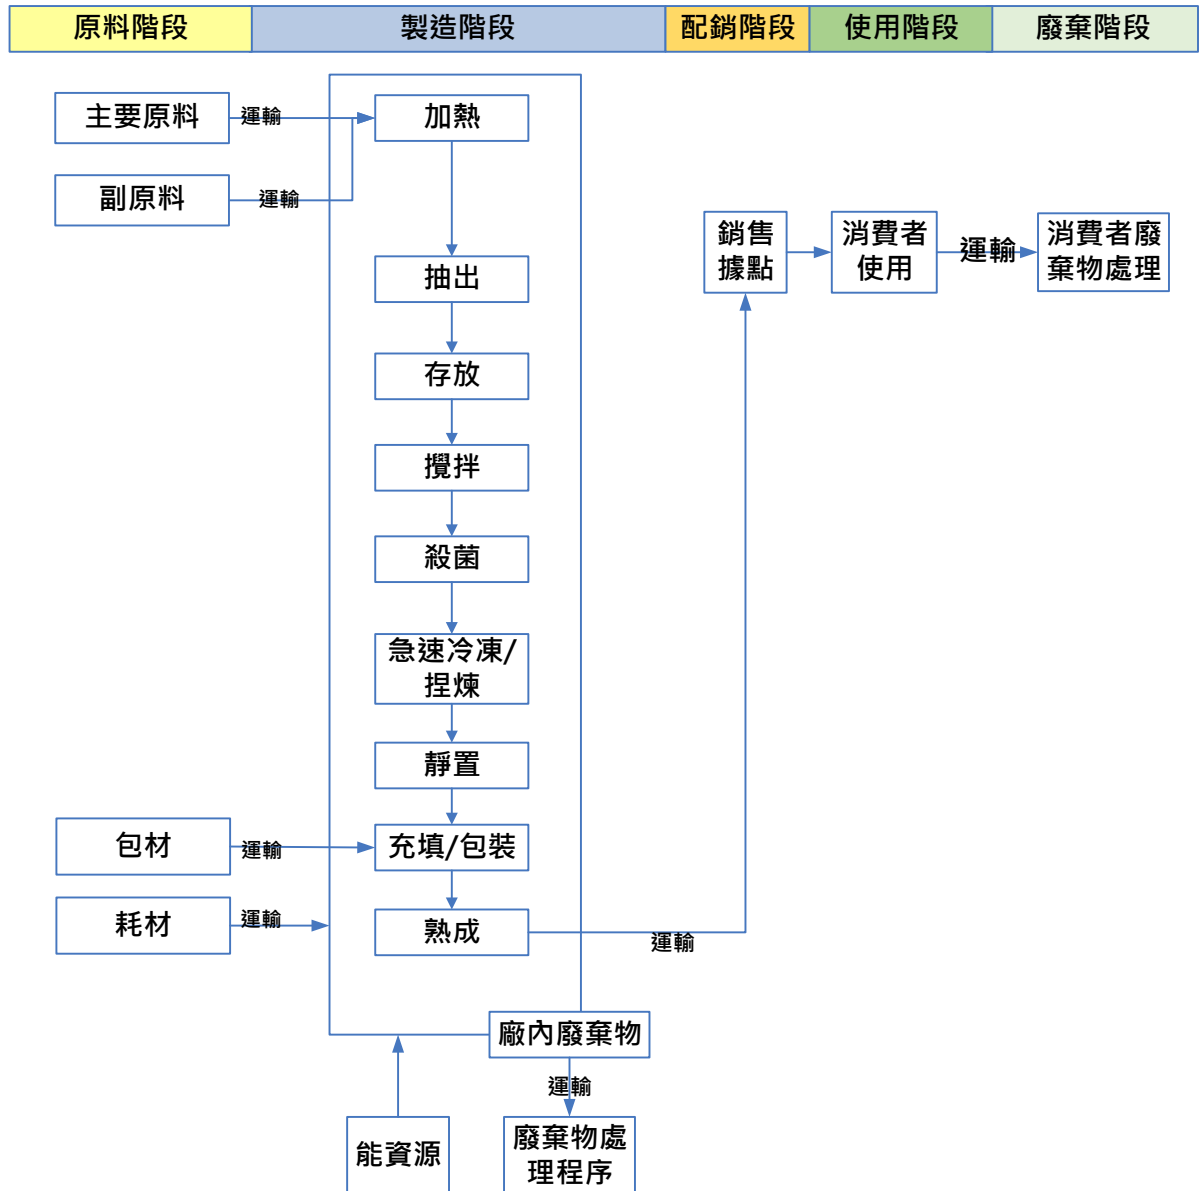 原料階段
製造階段
配銷階段
使用階段
廢棄階段
主要原料
運輸
加熱
副原料
運輸
抽出
銷售
據點
消費者
使用
運輸
消費者廢
棄物處理
存放
攪拌
殺菌
急速冷凍/
捏煉
靜置
包材
運輸
充填/包裝
耗材
運輸
熟成
運輸
廠內廢棄物
運輸
能資源
廢棄物處
理程序